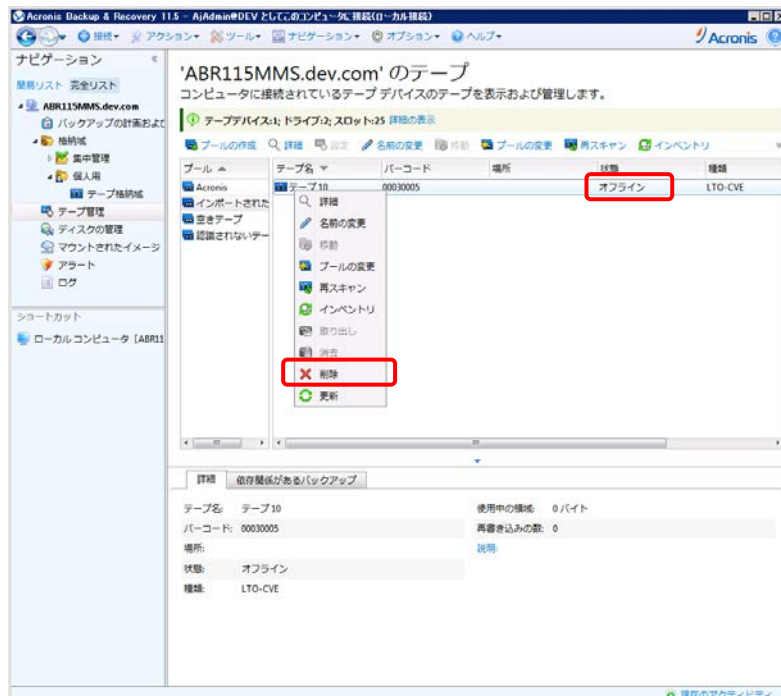 Acronis Backup & Recovery 11.5 - AjAdmin@DEV としてこのコンピュータに接続(ローカル接続)
接続 アクション ツール ナビゲーション オプション ヘルプ Acronis
ナビゲーション
簡易リスト 完全リスト
ABR115MMS.dev.com
バックアップの計画およ
格納域
集中管理
個人用
テープ格納域
テープ管理
ディスクの管理
マウントされたイメージ
アラート
ログ
ショートカット
ローカル コンピュータ [ABR11
'ABR115MMS.dev.com' のテープ
コンピュータに接続されているテープ デバイスのテープを表示および管理します。
テープデバイス:1; ドライブ:2; スロット:25 詳細の表示
プールの作成 詳細 設定 名前の変更 移動 プールの変更 再スキャン インベントリ
プール テープ名 バーコード 場所 状態 種類
Acronis
インポートされた
空きテープ
認識されないテー
テープ10 00030005 オフライン LTO-CVE
詳細
名前の変更
移動
プールの変更
再スキャン
インベントリ
取り出し
消去
削除
更新
詳細 依存関係があるバックアップ
テープ名: テープ10 使用中の領域: 0 バイト
バーコード: 00030005 再書き込みの数: 0
場所: 説明:
状態: オフライン
種類: LTO-CVE
現在のアクティビティ